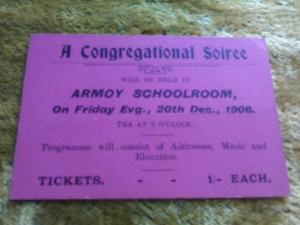 A Congregational Soiree
WILL BE HELD IN
ARMOY SCHOOLROOM,
On Friday Evg., 20th Dec., 1906.
TEA AT 6 O'CLOCK.
Programme will consist of Addresses, Music and
Elocution.
TICKETS. - - 1/- EACH.